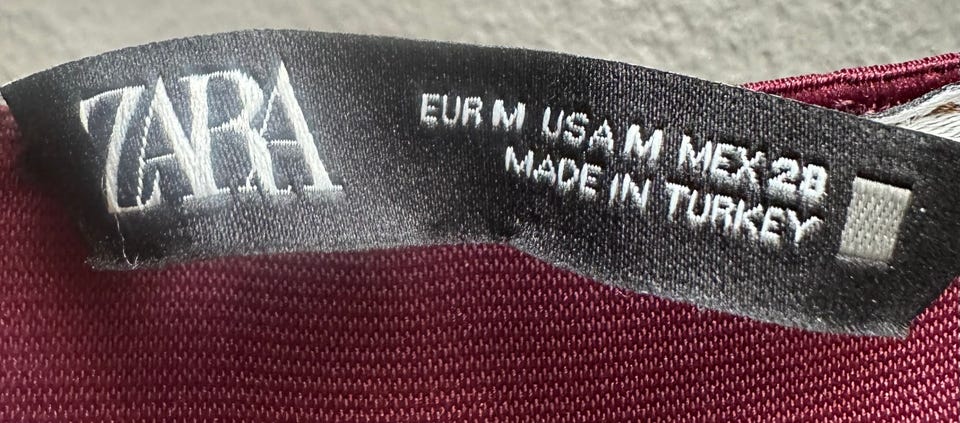 ZARA
EUR M USA M MEX 28
MADE IN TURKEY